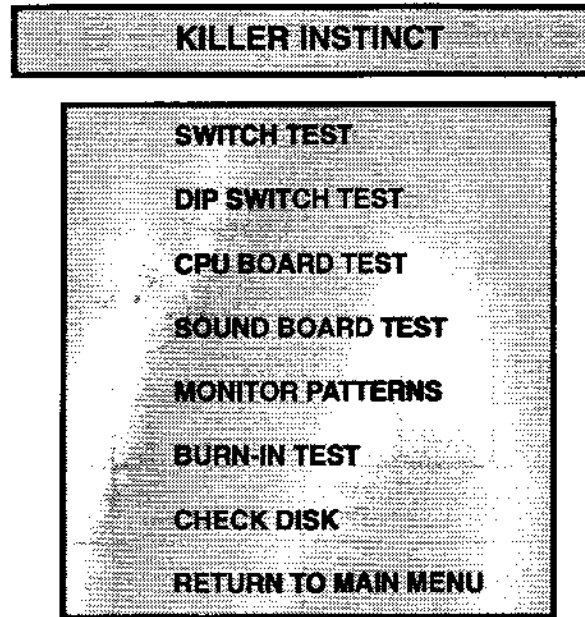 KILLER INSTINCT
SWITCH TEST
DIP SWITCH TEST
CPU BOARD TEST
SOUND BOARD TEST
MONITOR PATTERNS
BURN-IN TEST
CHECK DISK
RETURN TO MAIN MENU